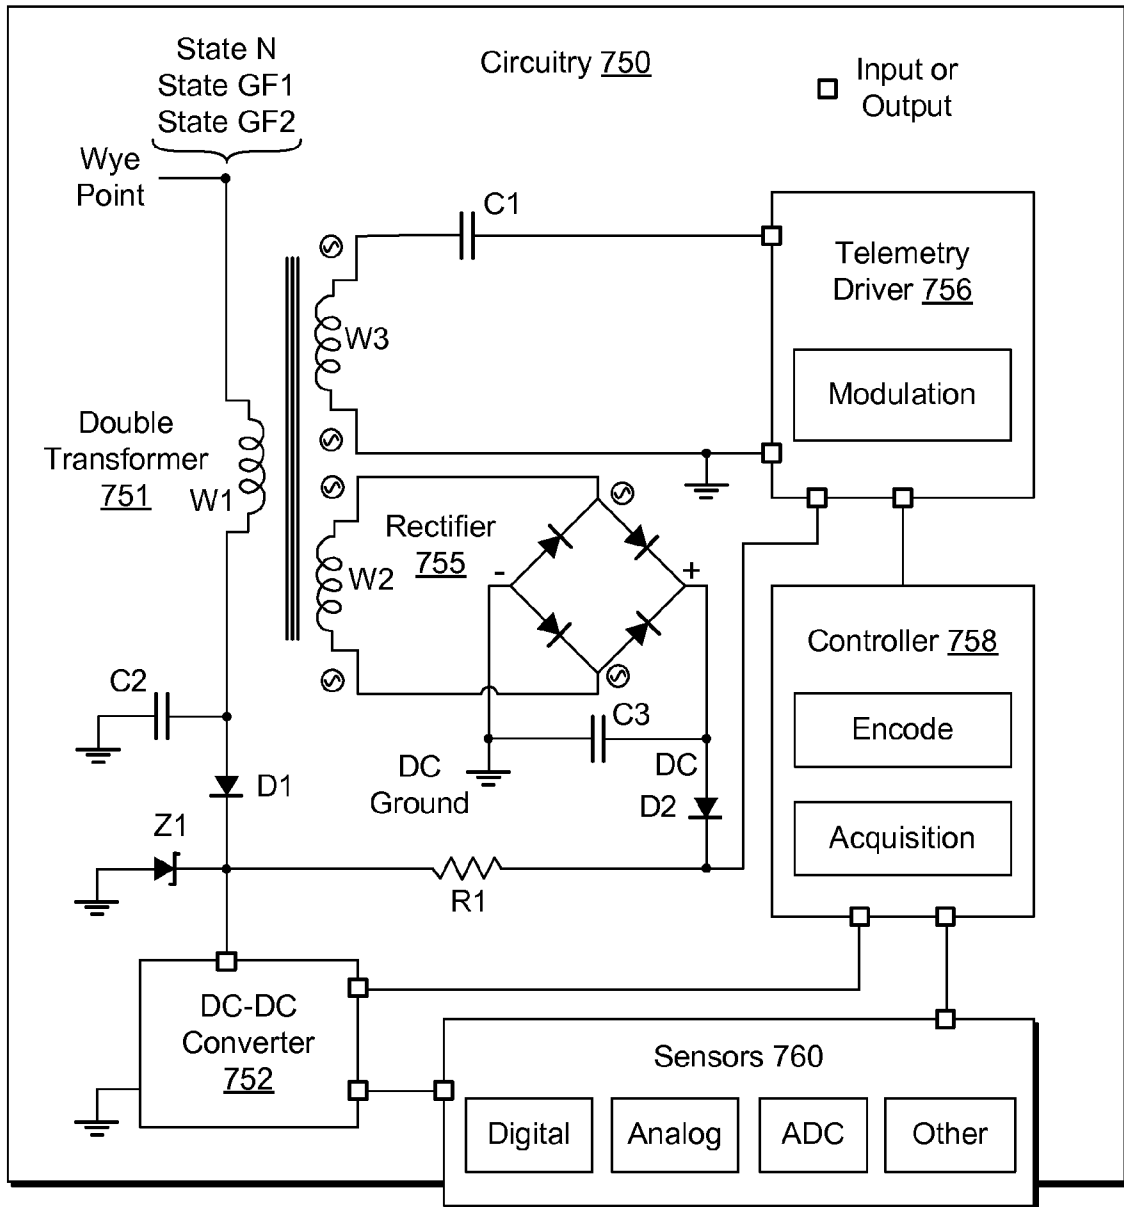 State N
State GF1
State GF2
Circuitry 750
Input or
Output
Wye
Point
C1
Telemetry
Driver 756
Modulation
W3
Double
Transformer
751
W1
Rectifier
755
-
+
W2
Controller 758
Encode
Acquisition
C2
C3
DC
Ground
DC
D1
D2
Z1
R1
DC-DC
Converter
752
Sensors 760
Digital
Analog
ADC
Other